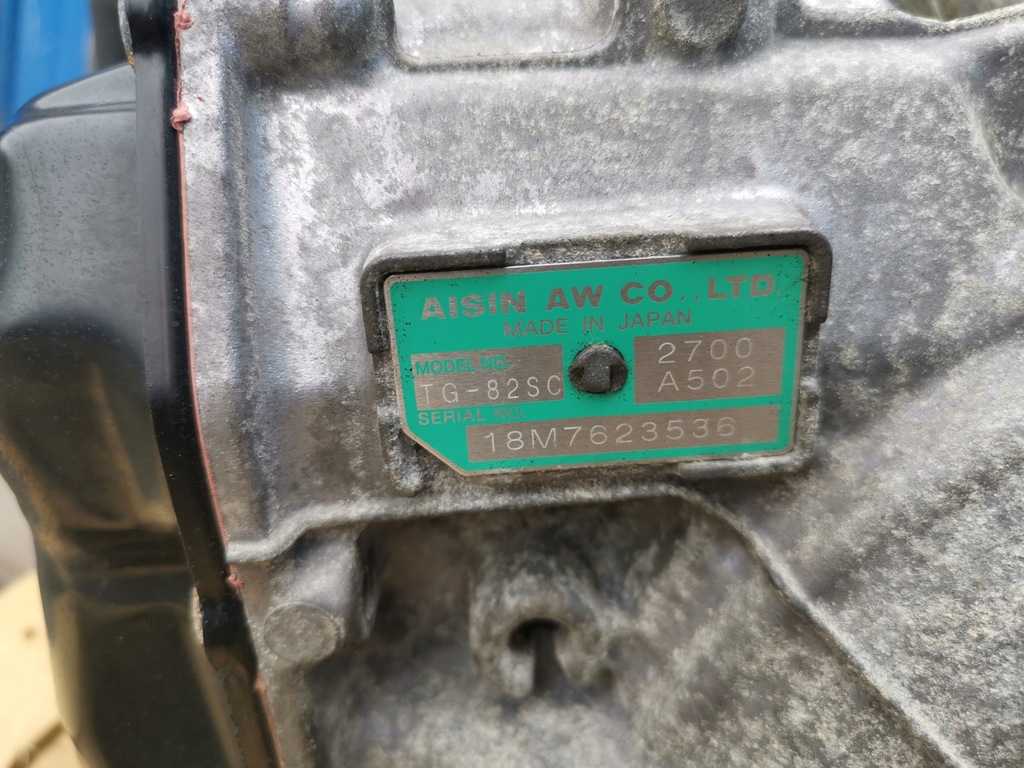 AISIN AW CO., LTD
MADE IN JAPAN
MODEL NO.
TG-82SC
2700
A502
SERIAL NO.
18M7623536